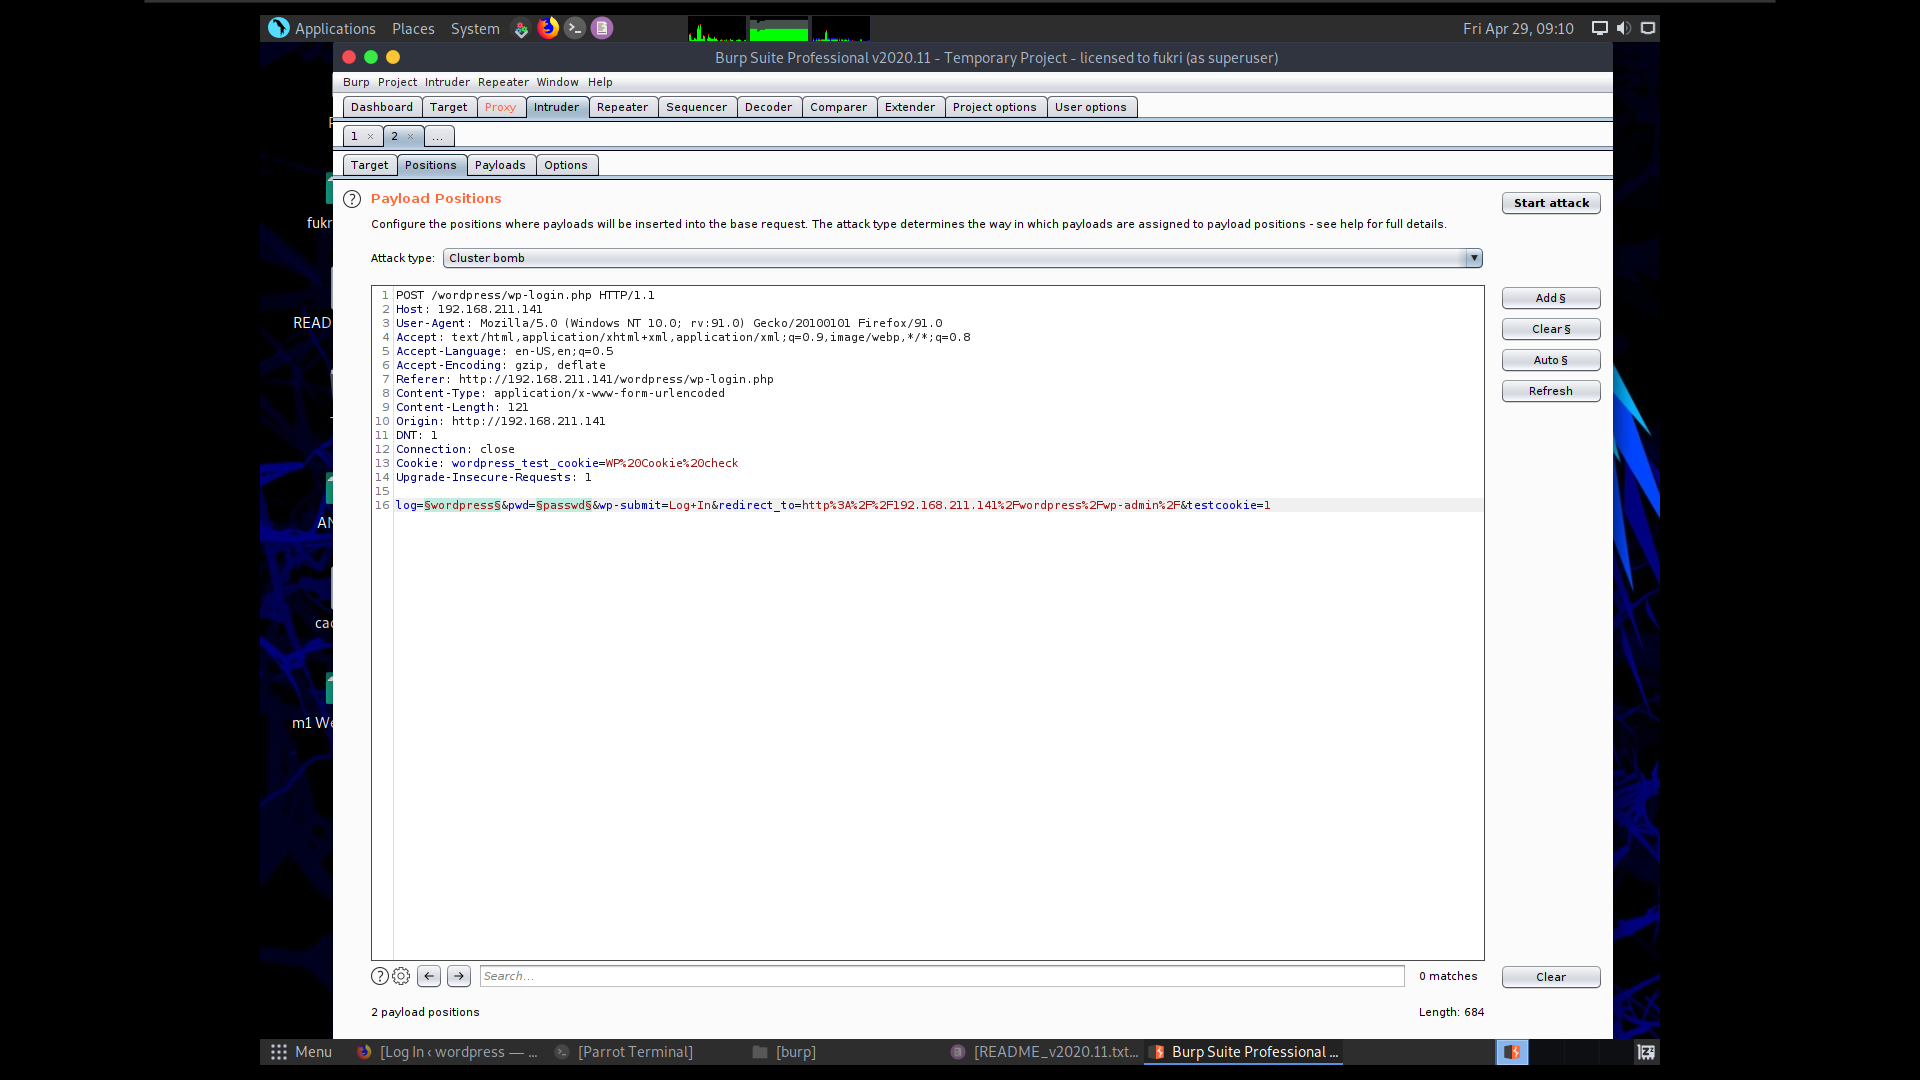 Applications Places System
Fri Apr 29, 09:10
Burp Suite Professional v2020.11 - Temporary Project - licensed to fukri (as superuser)
Burp Project Intruder Repeater Window Help
Dashboard Target Proxy Intruder Repeater Sequencer Decoder Comparer Extender Project options User options
1 × 2 × ...
Target Positions Payloads Options
? Payload Positions
Start attack
Configure the positions where payloads will be inserted into the base request. The attack type determines the way in which payloads are assigned to payload positions - see help for full details.
Attack type: Cluster bomb
1 POST /wordpress/wp-login.php HTTP/1.1
2 Host: 192.168.211.141
3 User-Agent: Mozilla/5.0 (Windows NT 10.0; rv:91.0) Gecko/20100101 Firefox/91.0
4 Accept: text/html,application/xhtml+xml,application/xml;q=0.9,image/webp,*/*;q=0.8
5 Accept-Language: en-US,en;q=0.5
6 Accept-Encoding: gzip, deflate
7 Referer: http://192.168.211.141/wordpress/wp-login.php
8 Content-Type: application/x-www-form-urlencoded
9 Content-Length: 121
10 Origin: http://192.168.211.141
11 DNT: 1
12 Connection: close
13 Cookie: wordpress_test_cookie=WP%20Cookie%20check
14 Upgrade-Insecure-Requests: 1
15
16 log=§wordpress§&pwd=§passwd§&wp-submit=Log+In&redirect_to=http%3A%2F%2F192.168.211.141%2Fwordpress%2Fwp-admin%2F&testcookie=1
Add §
Clear §
Auto §
Refresh
fukr
READ
AN
cac
m1 We
? ← → Search...
0 matches
Clear
2 payload positions
Length: 684
Menu [Log In ‹ wordpress — ... [Parrot Terminal] [burp] [README_v2020.11.txt... Burp Suite Professional ...